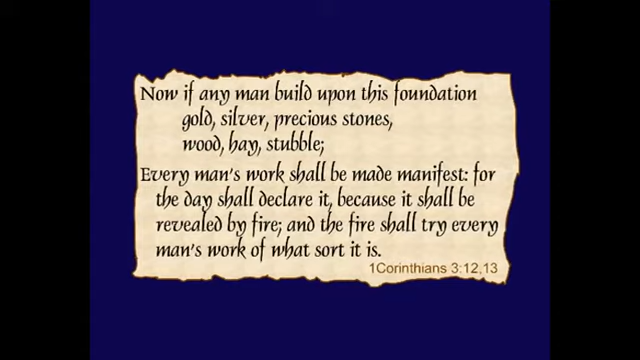 Now if any man build upon this foundation
gold, silver, precious stones,
wood, hay, stubble;
Every man's work shall be made manifest: for
the day shall declare it, because it shall be
revealed by fire; and the fire shall try every
man's work of what sort it is.
1Corinthians 3:12,13